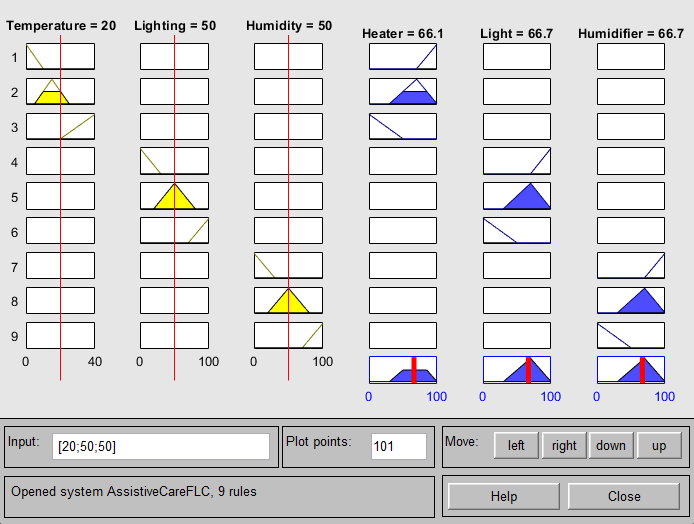 Temperature = 20 Lighting = 50 Humidity = 50 Heater = 66.1 Light = 66.7 Humidifier = 66.7
1
2
3
4
5
6
7
8
9
0 40 0 100 0 100
0 100 0 100 0 100
Input: [20;50;50] Plot points: 101 Move: left right down up
Opened system AssistiveCareFLC, 9 rules Help Close